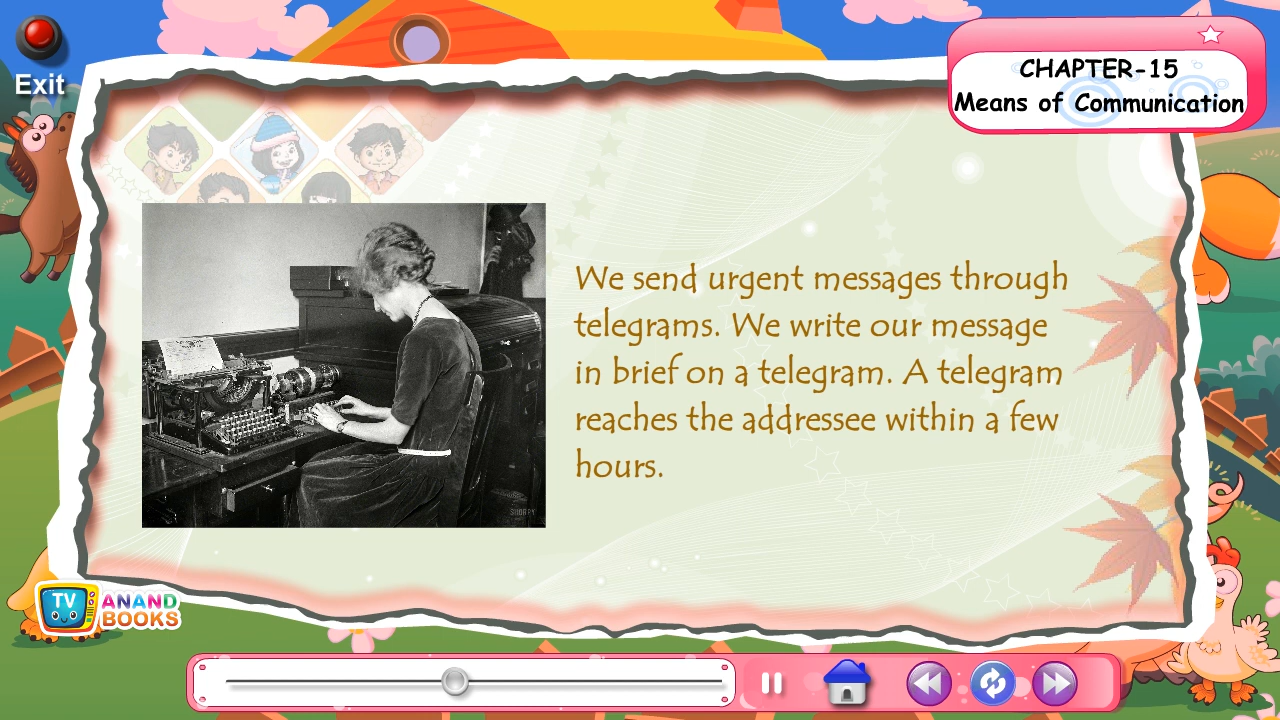 Exit
CHAPTER-15
Means of Communication
We send urgent messages through
telegrams. We write our message
in brief on a telegram. A telegram
reaches the addressee within a few
hours.
SHORPY
TV
ANAND
BOOKS